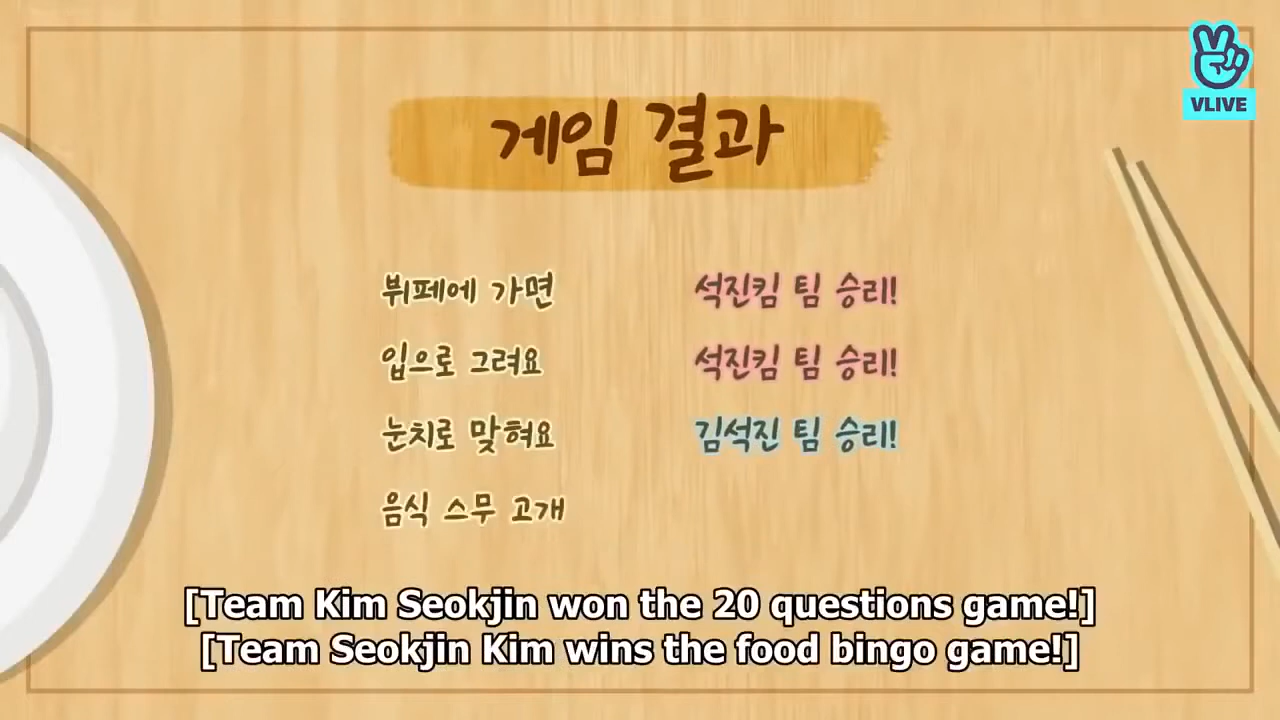 VLIVE
게임 결과
뷔페에 가면 석진킴 팀 승리!
입으로 그려요 석진킴 팀 승리!
눈치로 맞혀요 김석진 팀 승리!
음식 스무 고개
[Team Kim Seokjin won the 20 questions game!]
[Team Seokjin Kim wins the food bingo game!]